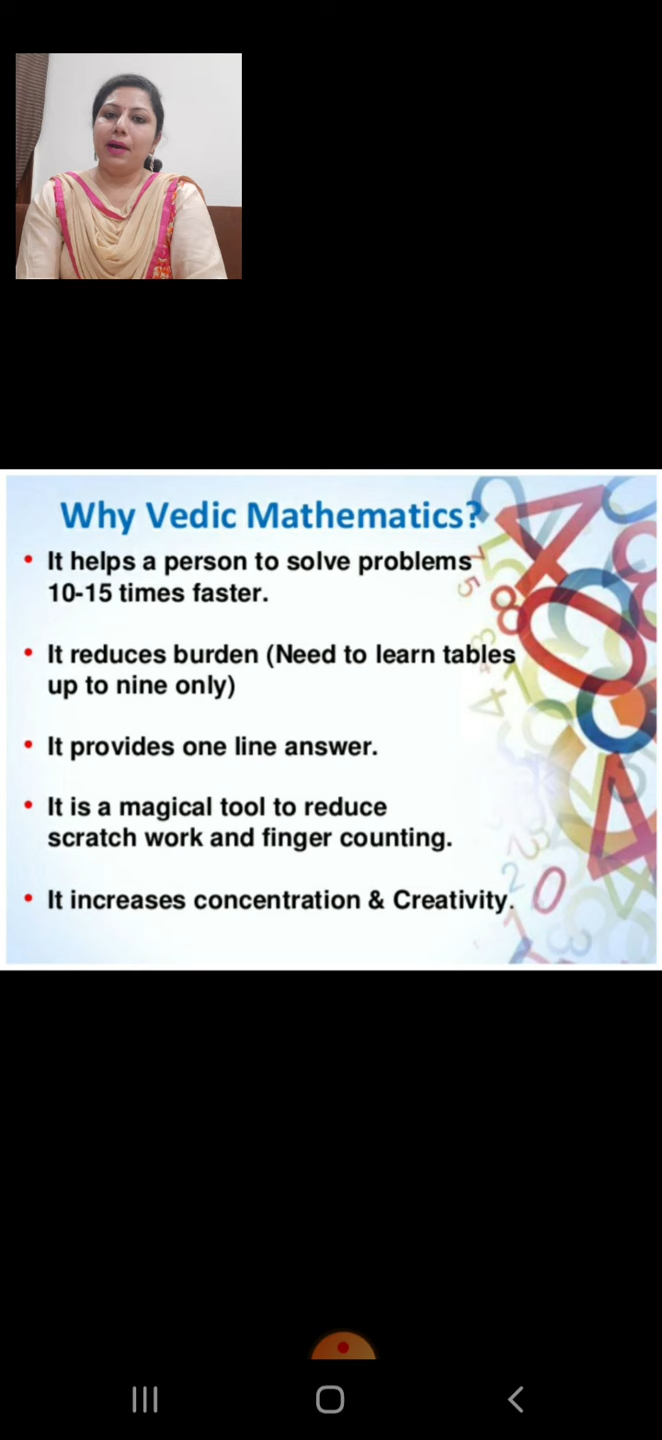 Why Vedic Mathematics?
• It helps a person to solve problems
10-15 times faster.
• It reduces burden (Need to learn tables
up to nine only)
• It provides one line answer.
• It is a magical tool to reduce
scratch work and finger counting.
• It increases concentration & Creativity.